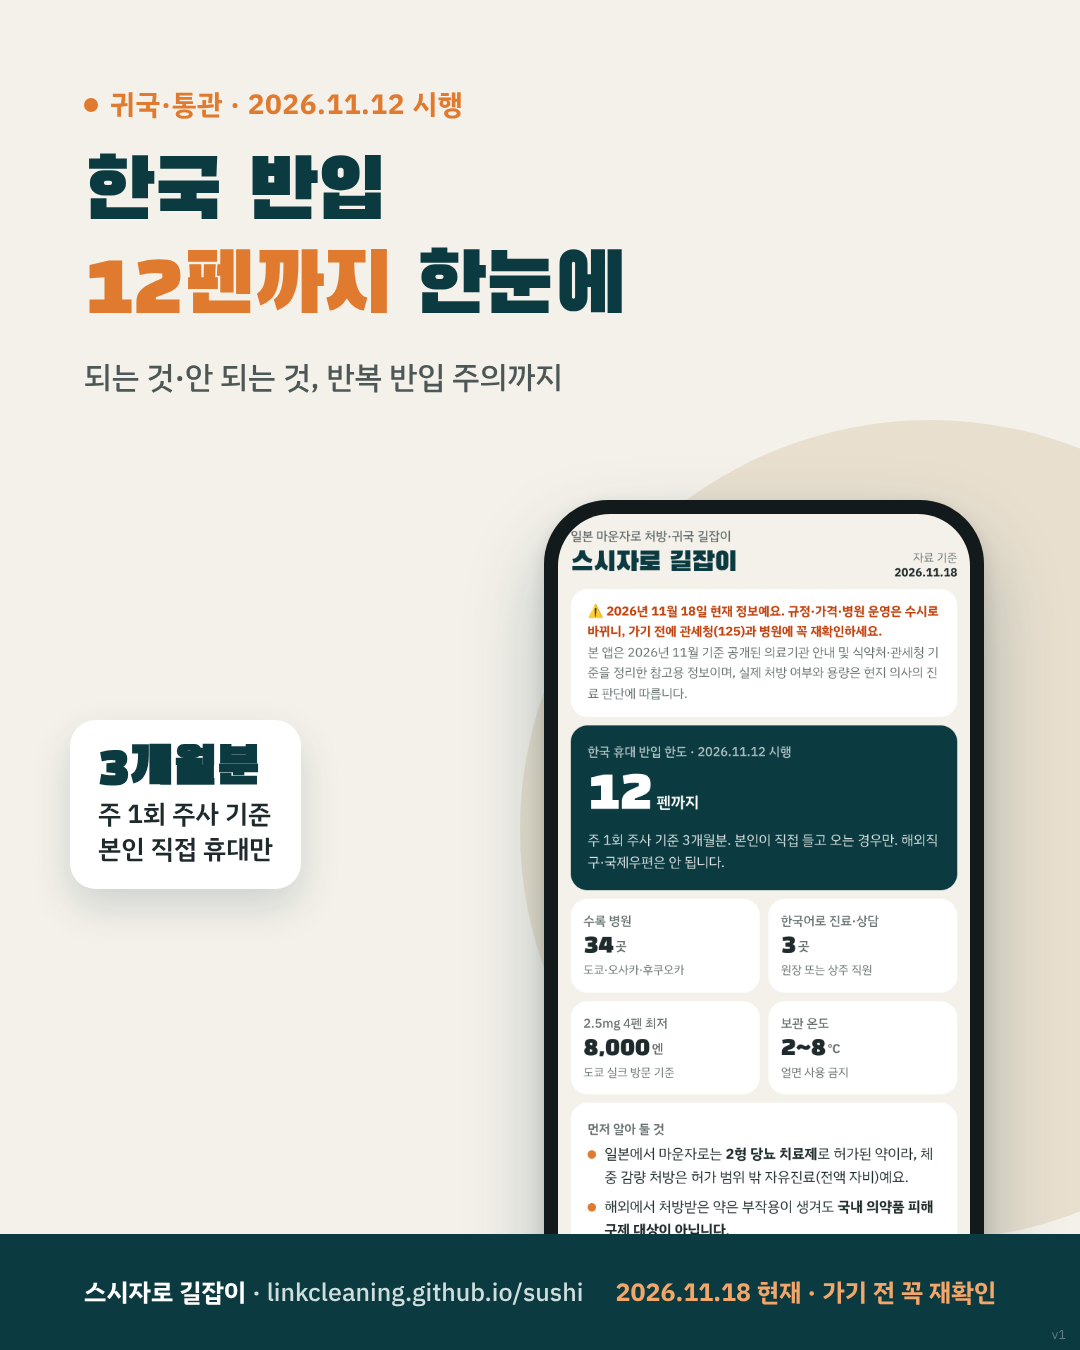 귀국·통관 · 2026.11.12 시행
한국 반입
12펜까지 한눈에
되는 것·안 되는 것, 반복 반입 주의까지
3개월분
주 1회 주사 기준
본인 직접 휴대만
일본 마운자로 처방·귀국 길잡이
스시자로 길잡이
자료 기준
2026.11.18
⚠️ 2026년 11월 18일 현재 정보예요. 규정·가격·병원 운영은 수시로
바뀌니, 가기 전에 관세청(125)과 병원에 꼭 재확인하세요.
본 앱은 2026년 11월 기준 공개된 의료기관 안내 및 식약처·관세청 기
준을 정리한 참고용 정보이며, 실제 처방 여부와 용량은 현지 의사의 진
료 판단에 따릅니다.
한국 휴대 반입 한도 · 2026.11.12 시행
12 펜까지
주 1회 주사 기준 3개월분. 본인이 직접 들고 오는 경우만. 해외직
구·국제우편은 안 됩니다.
수록 병원
34 곳
도쿄·오사카·후쿠오카
한국어로 진료·상담
3 곳
원장 또는 상주 직원
2.5mg 4펜 최저
8,000 엔
도쿄 실크 방문 기준
보관 온도
2~8 °C
얼면 사용 금지
먼저 알아 둘 것
일본에서 마운자로는 2형 당뇨 치료제로 허가된 약이라, 체
중 감량 처방은 허가 범위 밖 자유진료(전액 자비)예요.
해외에서 처방받은 약은 부작용이 생겨도 국내 의약품 피해
구제 대상이 아닙니다.
스시자로 길잡이 · linkcleaning.github.io/sushi
2026.11.18 현재 · 가기 전 꼭 재확인
v1